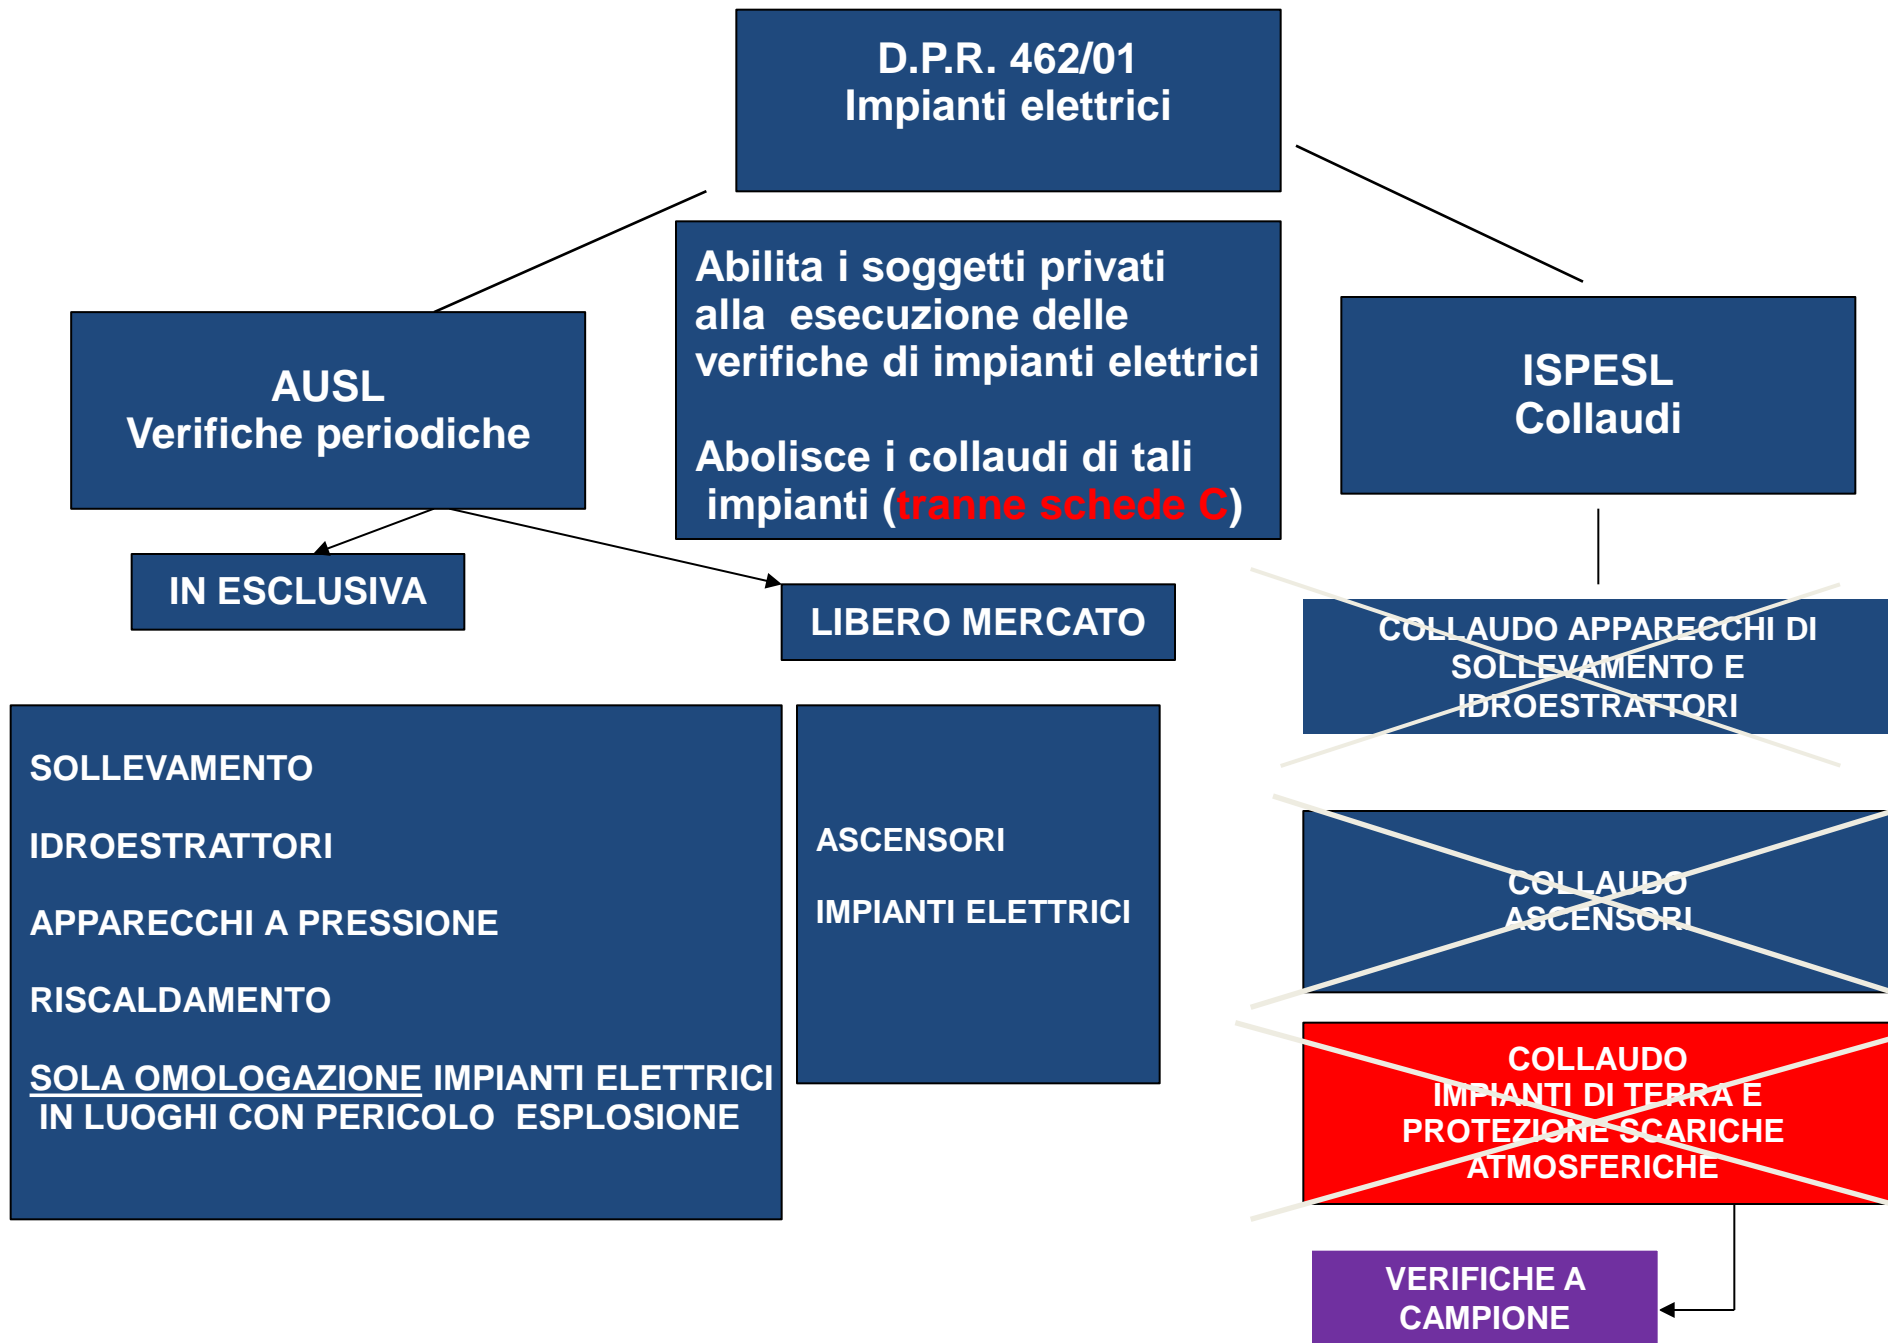 D.P.R. 462/01
Impianti elettrici
Abilita i soggetti privati
alla esecuzione delle
verifiche di impianti elettrici
Abolisce i collaudi di tali
impianti (tranne schede C)
AUSL
Verifiche periodiche
ISPESL
Collaudi
IN ESCLUSIVA
LIBERO MERCATO
SOLLEVAMENTO
IDROESTRATTORI
APPARECCHI A PRESSIONE
RISCALDAMENTO
SOLA OMOLOGAZIONE IMPIANTI ELETTRICI
IN LUOGHI CON PERICOLO ESPLOSIONE
ASCENSORI
IMPIANTI ELETTRICI
COLLAUDO APPARECCHI DI
SOLLEVAMENTO E
IDROESTRATTORI
COLLAUDO
ASCENSORI
COLLAUDO
IMPIANTI DI TERRA E
PROTEZIONE SCARICHE
ATMOSFERICHE
VERIFICHE A
CAMPIONE